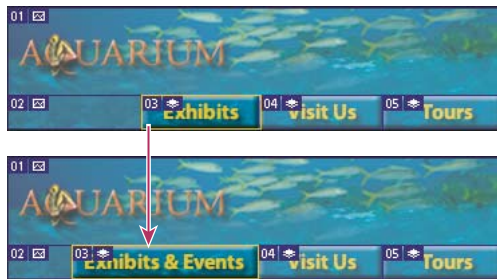 01
AQUARIUM
02 03 Exhibits 04 Visit Us 05 Tours
01
AQUARIUM
02 03 Exhibits & Events 04 Visit Us 05 Tours